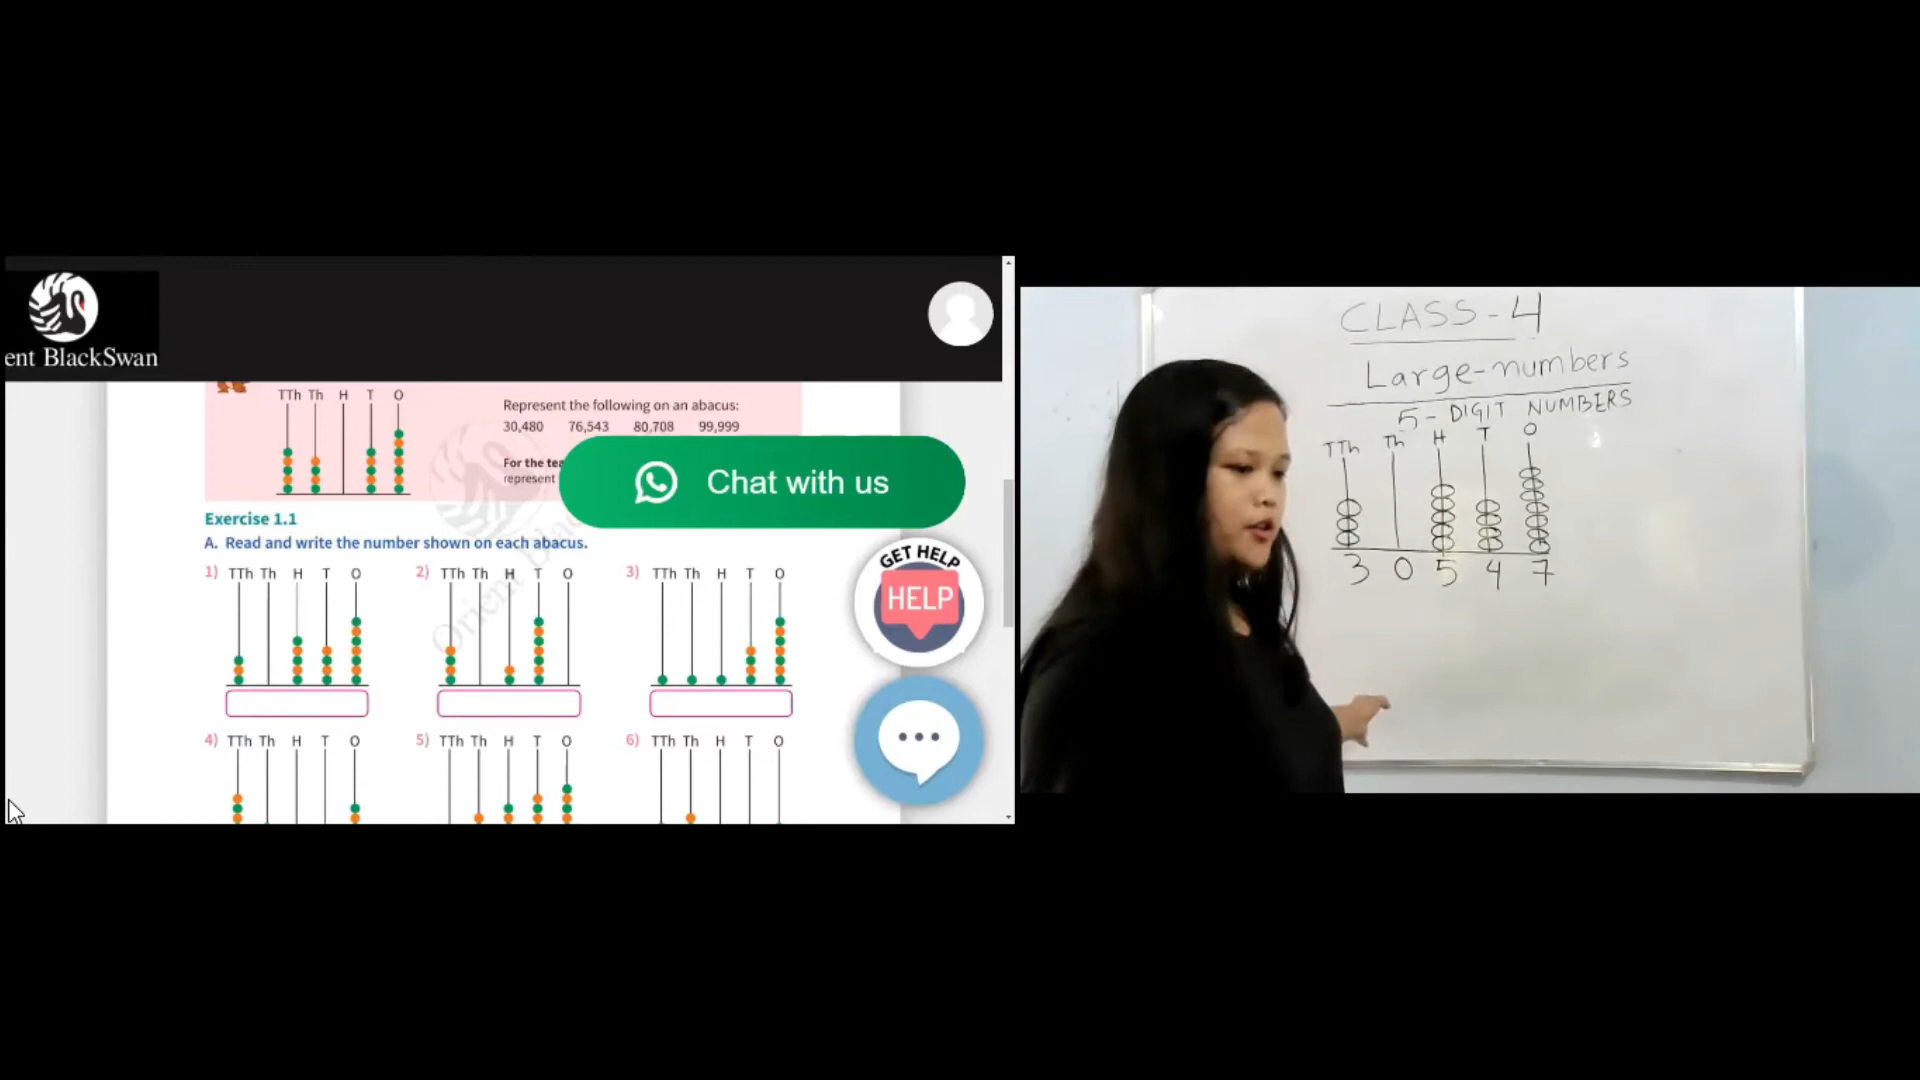 ent BlackSwan
TTh Th H T O
Represent the following on an abacus:
30,480 76,543 80,708 99,999
For the tea
represent
Chat with us
Exercise 1.1
A. Read and write the number shown on each abacus.
1) TTh Th H T O
2) TTh Th H T O
3) TTh Th H T O
4) TTh Th H T O
5) TTh Th H T O
6) TTh Th H T O
GET HELP
HELP
CLASS - 4
Large-numbers
5 - DIGIT NUMBERS
TTh Th H T O
3 0 5 4 7